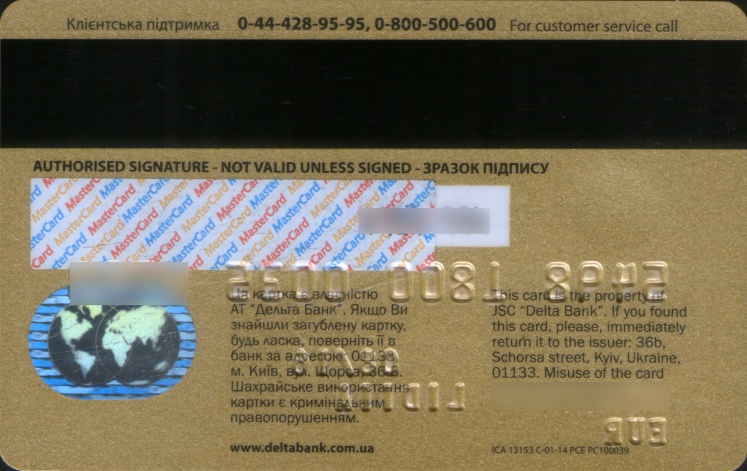 Клієнтська підтримка 0-44-428-95-95, 0-800-500-600 For customer service call
AUTHORISED SIGNATURE - NOT VALID UNLESS SIGNED - ЗРАЗОК ПІДПИСУ
MasterCard MasterCard MasterCard
Ця картка є власністю
АТ "Дельта Банк". Якщо Ви
знайшли загублену картку,
будь ласка, поверніть її в
банк за адресою: 01133,
м. Київ, вул. Щорса, 36-Б.
Шахрайське використання
картки є кримінальним
правопорушенням.
www.deltabank.com.ua
This card is the property of
JSC "Delta Bank". If you found
this card, please, immediately
return it to the issuer: 36b,
Schorsa street, Kyiv, Ukraine,
01133. Misuse of the card
ICA 13153 C-01-14 PCE PC100039